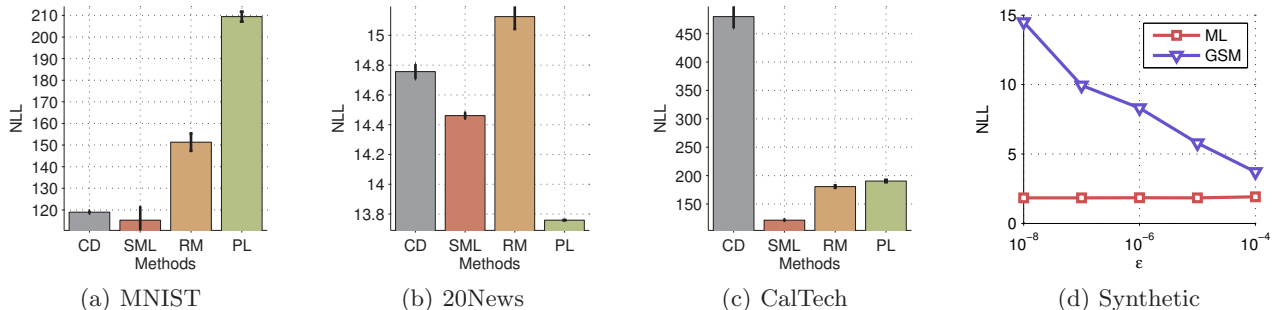 210
200
190
180
170
160
150
140
130
120
NLL
CD SML RM PL
Methods
(a) MNIST
15
14.8
14.6
14.4
14.2
14
13.8
NLL
CD SML RM PL
Methods
(b) 20News
450
400
350
300
250
200
150
NLL
CD SML RM PL
Methods
(c) CalTech
15
10
5
0
NLL
ML
GSM
10⁻⁸ 10⁻⁶ 10⁻⁴
ε
(d) Synthetic